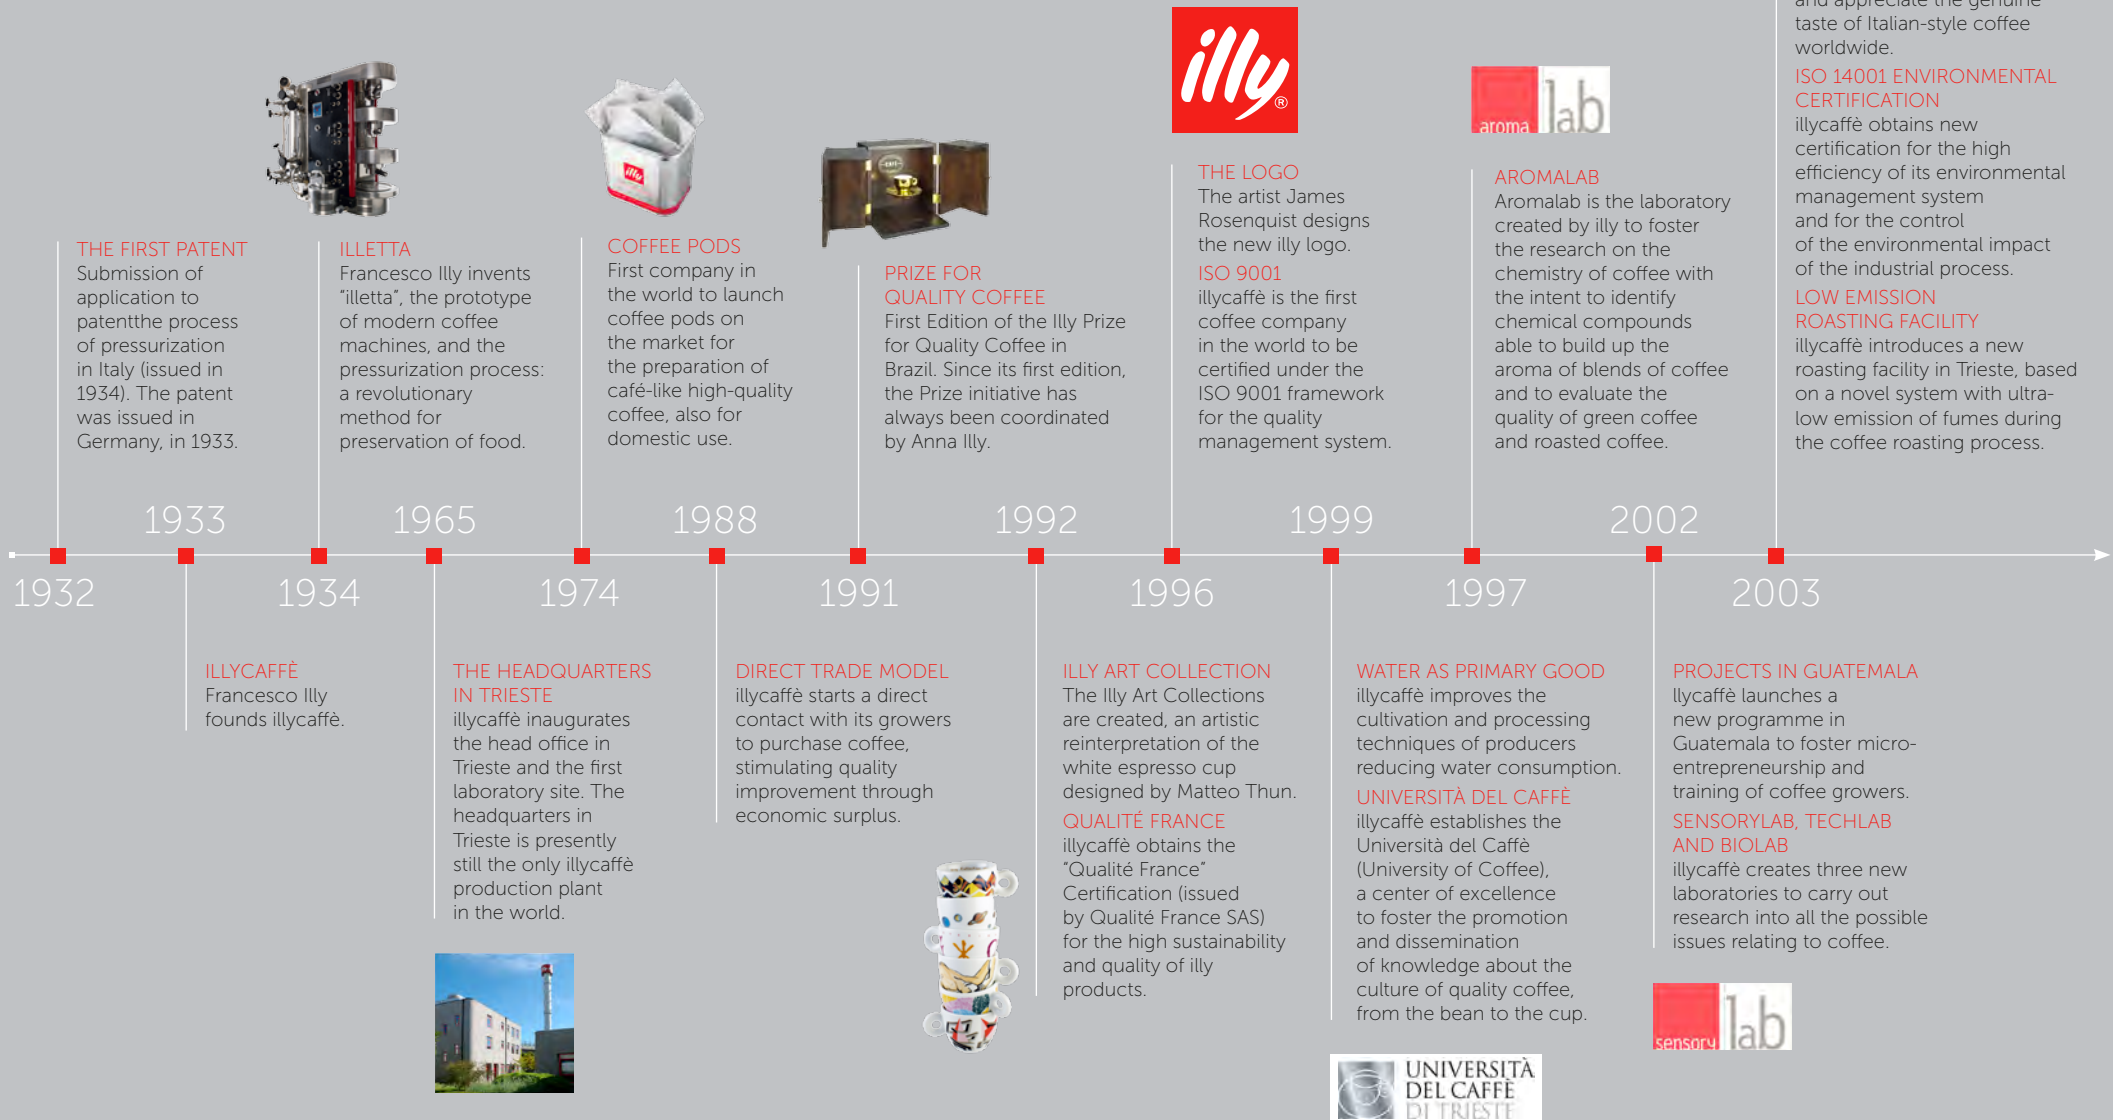 and appreciate the genuine
taste of Italian-style coffee
worldwide.
ISO 14001 ENVIRONMENTAL
CERTIFICATION
illycaffè obtains new
certification for the high
efficiency of its environmental
management system
and for the control
of the environmental impact
of the industrial process.
LOW EMISSION
ROASTING FACILITY
illycaffè introduces a new
roasting facility in Trieste, based
on a novel system with ultra-
low emission of fumes during
the coffee roasting process.
illy®
aroma lab
illy
THE FIRST PATENT
Submission of
application to
patentthe process
of pressurization
in Italy (issued in
1934). The patent
was issued in
Germany, in 1933.
ILLETTA
Francesco Illy invents
“illetta”, the prototype
of modern coffee
machines, and the
pressurization process:
a revolutionary
method for
preservation of food.
COFFEE PODS
First company in
the world to launch
coffee pods on
the market for
the preparation of
café-like high-quality
coffee, also for
domestic use.
PRIZE FOR
QUALITY COFFEE
First Edition of the Illy Prize
for Quality Coffee in
Brazil. Since its first edition,
the Prize initiative has
always been coordinated
by Anna Illy.
THE LOGO
The artist James
Rosenquist designs
the new illy logo.
ISO 9001
illycaffè is the first
coffee company
in the world to be
certified under the
ISO 9001 framework
for the quality
management system.
AROMALAB
Aromalab is the laboratory
created by illy to foster
the research on the
chemistry of coffee with
the intent to identify
chemical compounds
able to build up the
aroma of blends of coffee
and to evaluate the
quality of green coffee
and roasted coffee.
1933 1965 1988 1992 1999 2002
1932 1934 1974 1991 1996 1997 2003
ILLYCAFFÈ
Francesco Illy
founds illycaffè.
THE HEADQUARTERS
IN TRIESTE
illycaffè inaugurates
the head office in
Trieste and the first
laboratory site. The
headquarters in
Trieste is presently
still the only illycaffè
production plant
in the world.
DIRECT TRADE MODEL
illycaffè starts a direct
contact with its growers
to purchase coffee,
stimulating quality
improvement through
economic surplus.
ILLY ART COLLECTION
The Illy Art Collections
are created, an artistic
reinterpretation of the
white espresso cup
designed by Matteo Thun.
QUALITÉ FRANCE
illycaffè obtains the
“Qualité France”
Certification (issued
by Qualité France SAS)
for the high sustainability
and quality of illy
products.
WATER AS PRIMARY GOOD
illycaffè improves the
cultivation and processing
techniques of producers
reducing water consumption.
UNIVERSITÀ DEL CAFFÈ
illycaffè establishes the
Università del Caffè
(University of Coffee),
a center of excellence
to foster the promotion
and dissemination
of knowledge about the
culture of quality coffee,
from the bean to the cup.
UNIVERSITÀ
DEL CAFFÈ
DI TRIESTE
PROJECTS IN GUATEMALA
llycaffè launches a
new programme in
Guatemala to foster micro-
entrepreneurship and
training of coffee growers.
SENSORYLAB, TECHLAB
AND BIOLAB
illycaffè creates three new
laboratories to carry out
research into all the possible
issues relating to coffee.
sensory lab